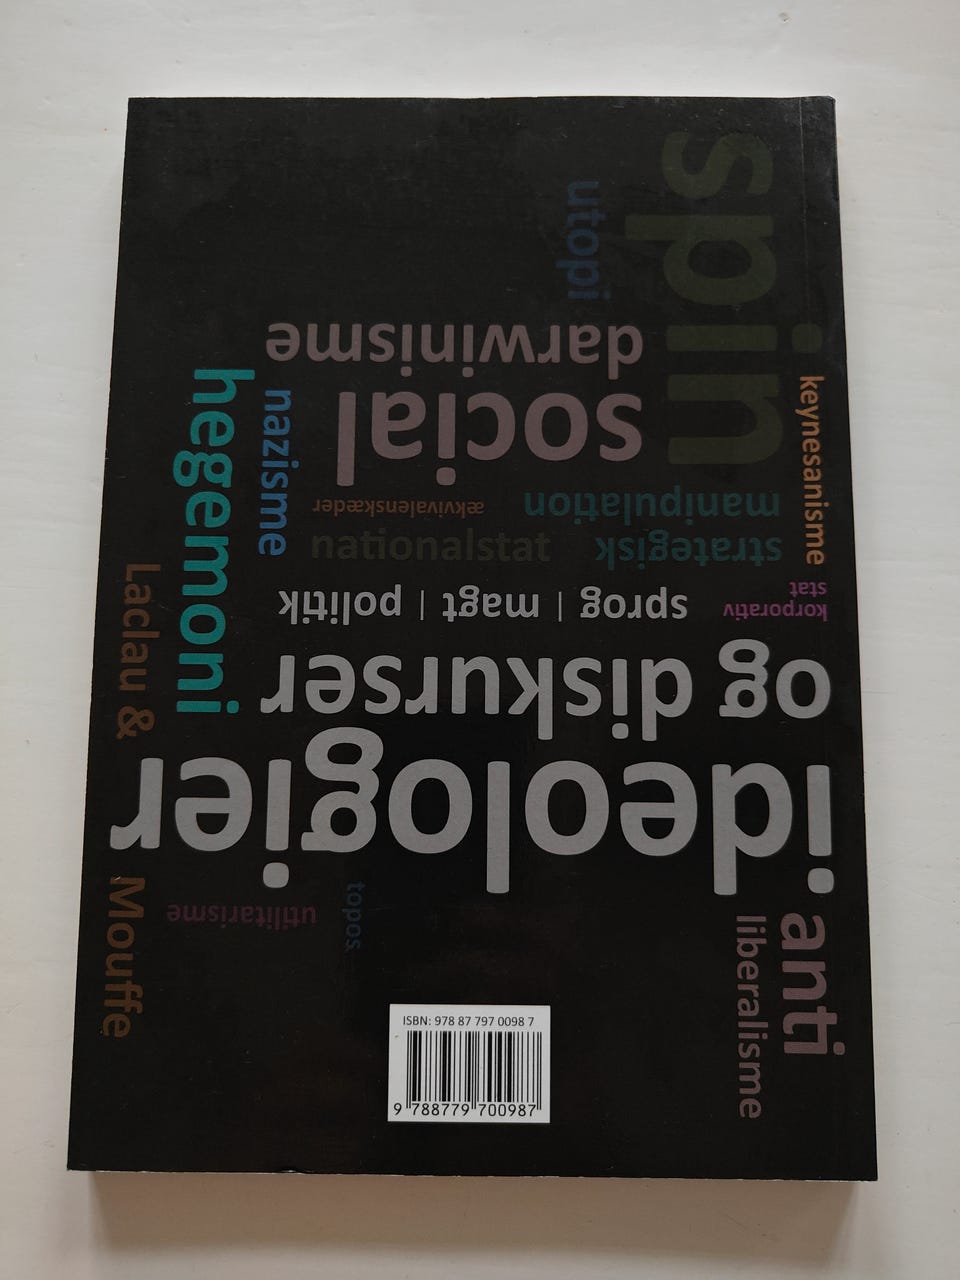 spin
utopi
social
darwinisme
keynesanisme
hegemoni
nazisme
ækvivalenskæder
strategisk
manipulation
nationalstat
korporativ
stat
ideologier
og diskurser
sprog | magt | politik
Laclau & Mouffe
utilitarisme
topos
anti
liberalisme
ISBN: 978 87 797 0098 7
9 788779 700987